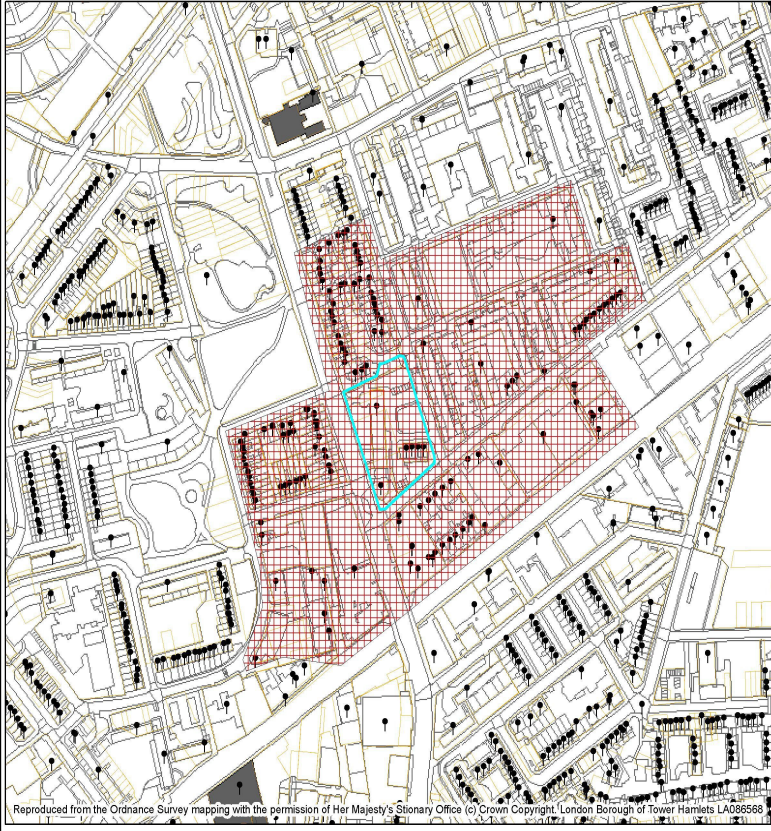 Reproduced from the Ordnance Survey mapping with the permission of Her Majesty's Stationary Office (c) Crown Copyright. London Borough of Tower Hamlets LA086568